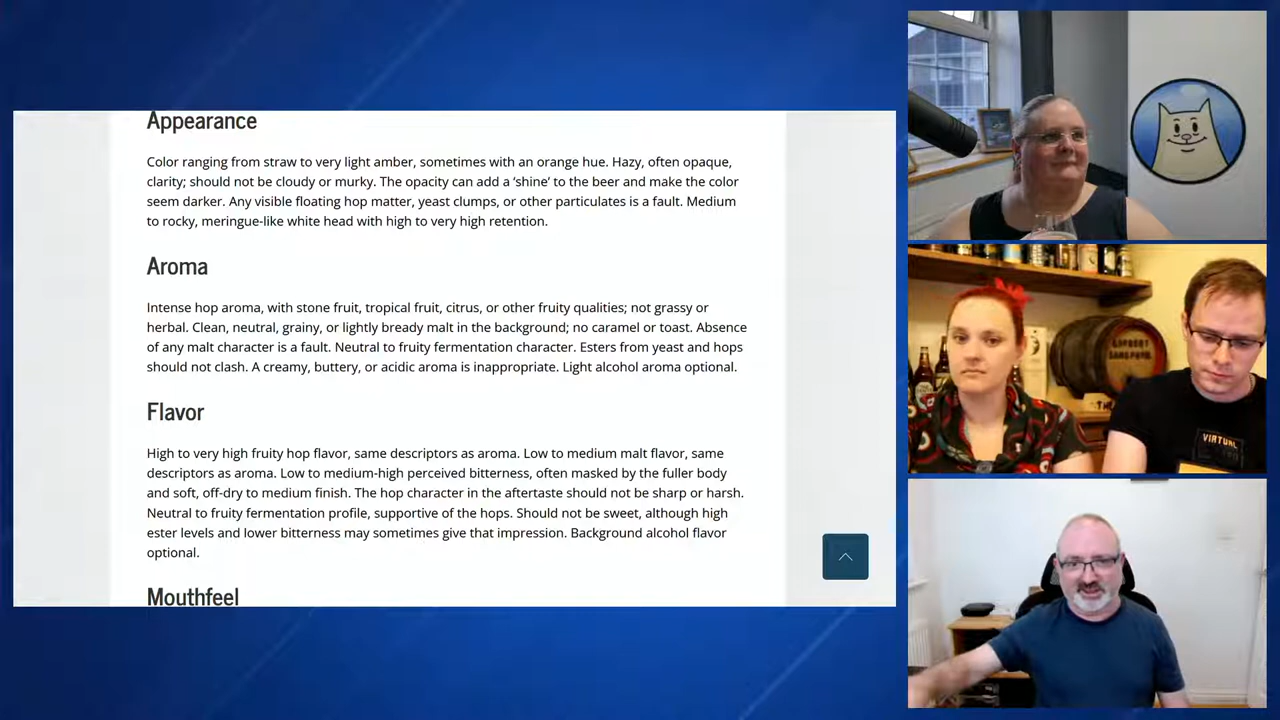 Appearance
Color ranging from straw to very light amber, sometimes with an orange hue. Hazy, often opaque,
clarity; should not be cloudy or murky. The opacity can add a ‘shine’ to the beer and make the color
seem darker. Any visible floating hop matter, yeast clumps, or other particulates is a fault. Medium
to rocky, meringue-like white head with high to very high retention.
Aroma
Intense hop aroma, with stone fruit, tropical fruit, citrus, or other fruity qualities; not grassy or
herbal. Clean, neutral, grainy, or lightly bready malt in the background; no caramel or toast. Absence
of any malt character is a fault. Neutral to fruity fermentation character. Esters from yeast and hops
should not clash. A creamy, buttery, or acidic aroma is inappropriate. Light alcohol aroma optional.
Flavor
High to very high fruity hop flavor, same descriptors as aroma. Low to medium malt flavor, same
descriptors as aroma. Low to medium-high perceived bitterness, often masked by the fuller body
and soft, off-dry to medium finish. The hop character in the aftertaste should not be sharp or harsh.
Neutral to fruity fermentation profile, supportive of the hops. Should not be sweet, although high
ester levels and lower bitterness may sometimes give that impression. Background alcohol flavor
optional.
Mouthfeel
VIRTUAL